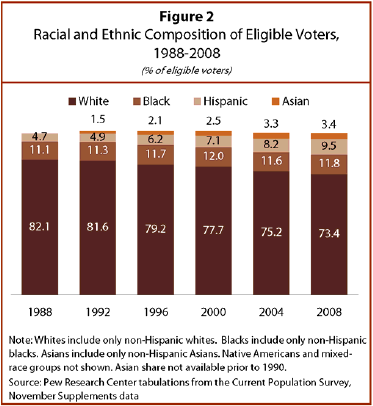 Figure 2
Racial and Ethnic Composition of Eligible Voters,
1988-2008
(% of eligible voters)
White Black Hispanic Asian
1.5 2.1 2.5 3.3 3.4
4.7 4.9 6.2 7.1 8.2 9.5
11.1 11.3 11.7 12.0 11.6 11.8
82.1 81.6 79.2 77.7 75.2 73.4
1988 1992 1996 2000 2004 2008
Note: Whites include only non-Hispanic whites. Blacks include only non-Hispanic
blacks. Asians include only non-Hispanic Asians. Native Americans and mixed-
race groups not shown. Asian share not available prior to 1990.
Source: Pew Research Center tabulations from the Current Population Survey,
November Supplements data